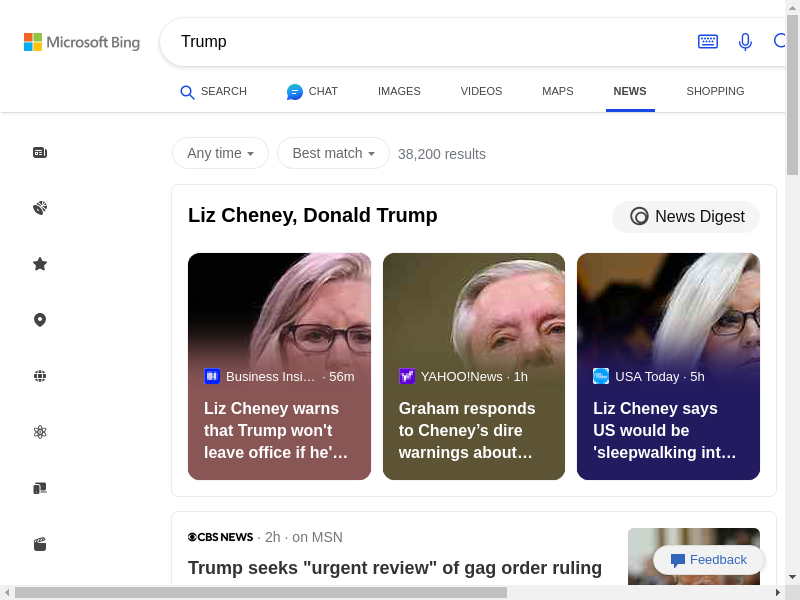 Microsoft Bing
Trump
SEARCH
CHAT
IMAGES
VIDEOS
MAPS
NEWS
SHOPPING
Any time
Best match
38,200 results
Liz Cheney, Donald Trump
News Digest
Business Insi… · 56m
Liz Cheney warns
that Trump won't
leave office if he'…
YAHOO!News · 1h
Graham responds
to Cheney’s dire
warnings about…
USA Today · 5h
Liz Cheney says
US would be
'sleepwalking int…
CBS NEWS · 2h · on MSN
Trump seeks "urgent review" of gag order ruling
Feedback